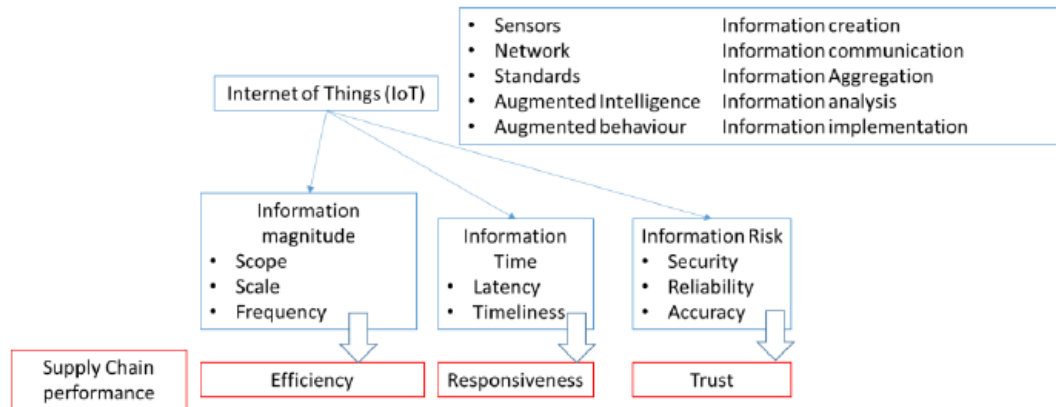 • Sensors Information creation
• Network Information communication
• Standards Information Aggregation
• Augmented Intelligence Information analysis
• Augmented behaviour Information implementation
Internet of Things (IoT)
Information
magnitude
• Scope
• Scale
• Frequency
Information
Time
• Latency
• Timeliness
Information Risk
• Security
• Reliability
• Accuracy
Supply Chain
performance
Efficiency
Responsiveness
Trust